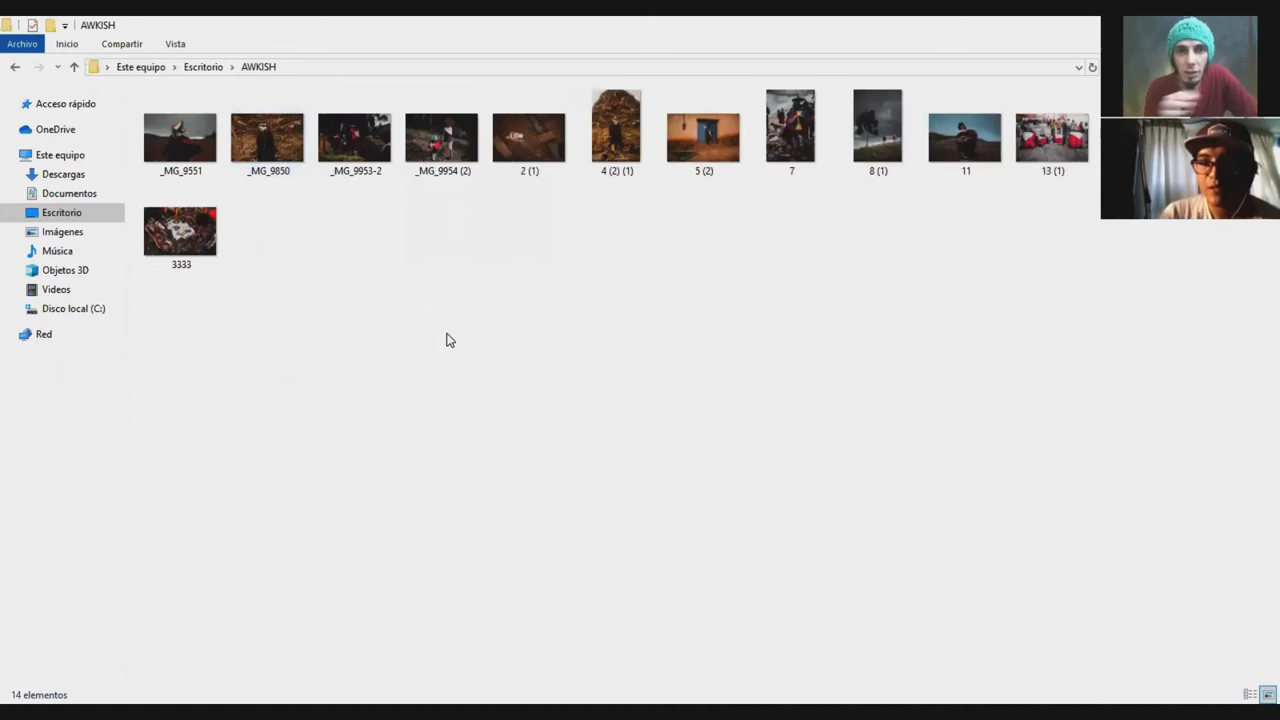 AWKISH
Archivo Inicio Compartir Vista
Este equipo Escritorio AWKISH
Acceso rápido
OneDrive
Este equipo
Descargas
Documentos
Escritorio
Imágenes
Música
Objetos 3D
Videos
Disco local (C:)
Red
_MG_9551 _MG_9850 _MG_9953-2 _MG_9954 (2) 2 (1) 4 (2) (1) 5 (2) 7 8 (1) 11 13 (1)
3333
14 elementos